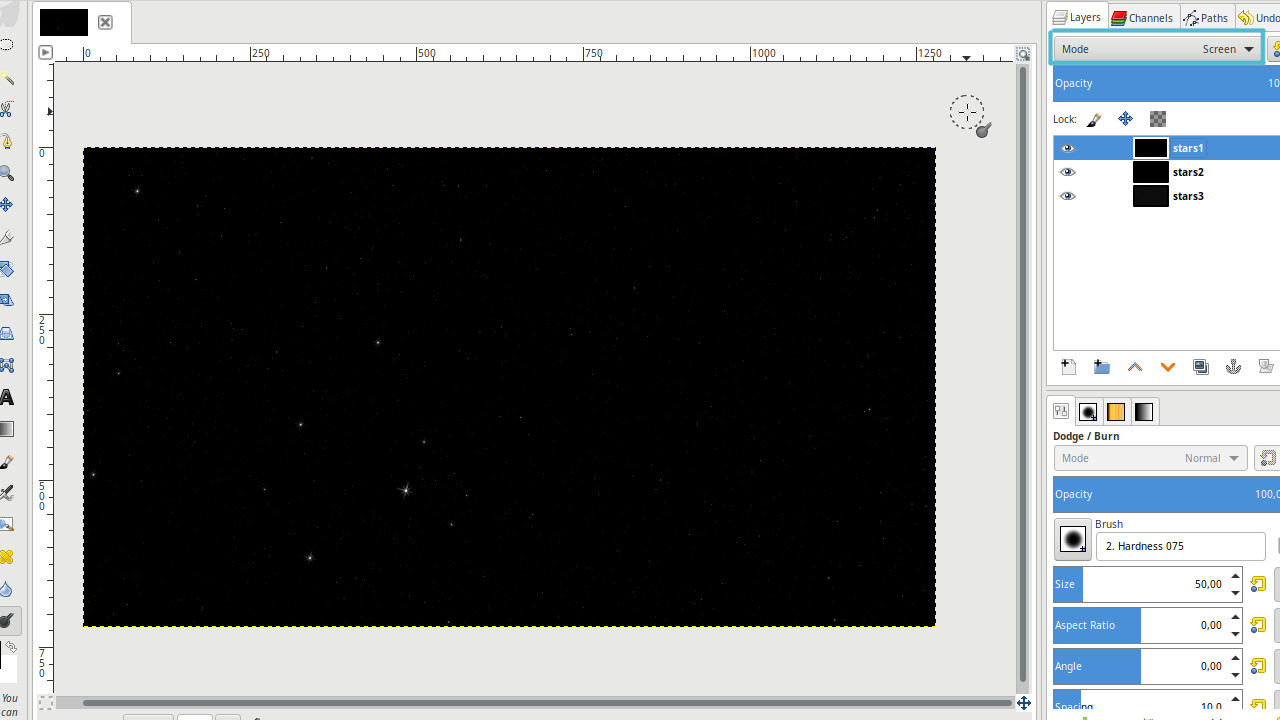 Layers
Channels
Paths
Undo
Mode
Screen
0
250
500
750
1000
1250
Opacity
10
Lock:
0
250
500
750
stars1
stars2
stars3
Dodge / Burn
Mode
Normal
Opacity
100,0
Brush
2. Hardness 075
Size
50,00
Aspect Ratio
0,00
Angle
0,00
Spacing
10,0
You
can